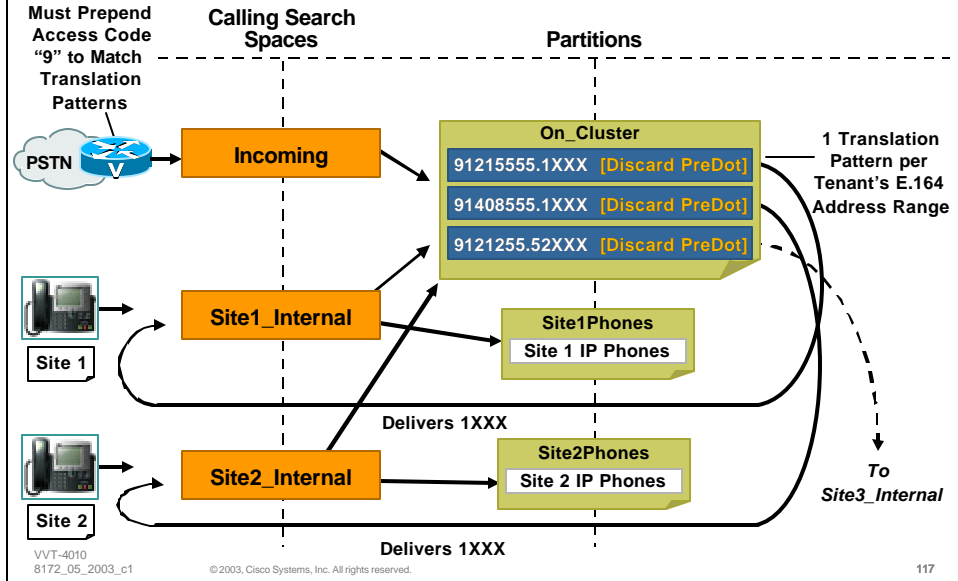 Must Prepend
Access Code
“9” to Match
Translation
Patterns
Calling Search
Spaces
Partitions
PSTN
V
Incoming
On_Cluster
91215555.1XXX [Discard PreDot]
91408555.1XXX [Discard PreDot]
9121255.52XXX [Discard PreDot]
1 Translation
Pattern per
Tenant’s E.164
Address Range
Site 1
Site1_Internal
Site1Phones
Site 1 IP Phones
Delivers 1XXX
Site 2
Site2_Internal
Site2Phones
Site 2 IP Phones
To
Site3_Internal
Delivers 1XXX
VVT-4010
8172_05_2003_c1
© 2003, Cisco Systems, Inc. All rights reserved.
117